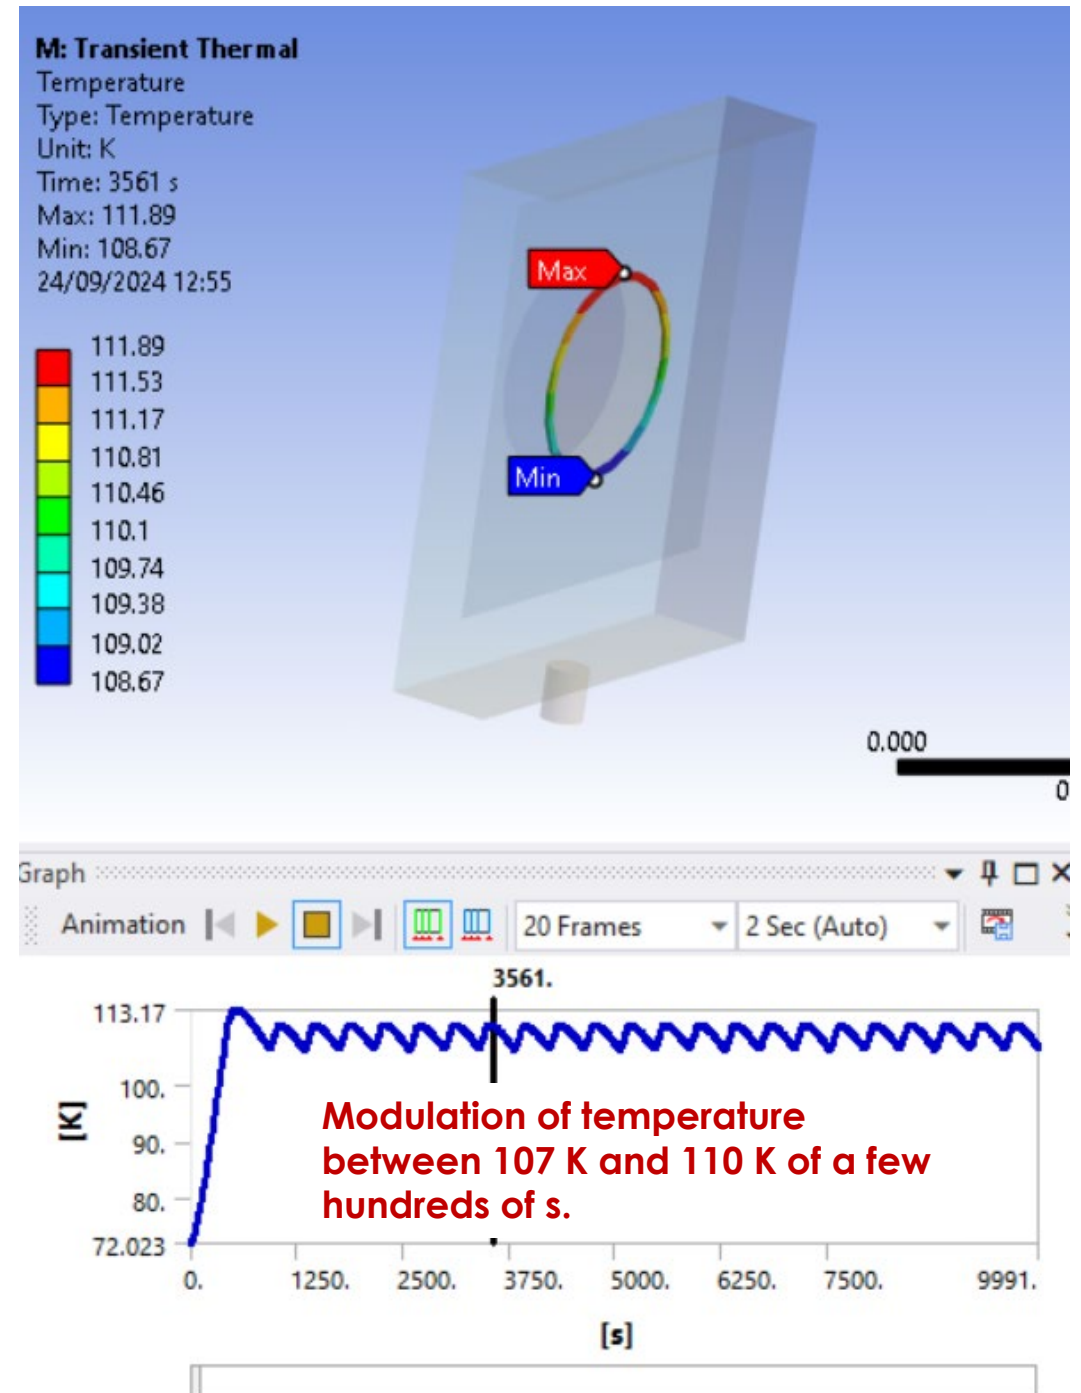 M: Transient Thermal
Temperature
Type: Temperature
Unit: K
Time: 3561 s
Max: 111.89
Min: 108.67
24/09/2024 12:55
111.89
111.53
111.17
110.81
110.46
110.1
109.74
109.38
109.02
108.67
Max
Min
0.000
0
Graph
Animation
20 Frames
2 Sec (Auto)
3561.
113.17
100.
90.
80.
72.023
[K]
Modulation of temperature
between 107 K and 110 K of a few
hundreds of s.
0.
1250.
2500.
3750.
5000.
6250.
7500.
9991.
[s]